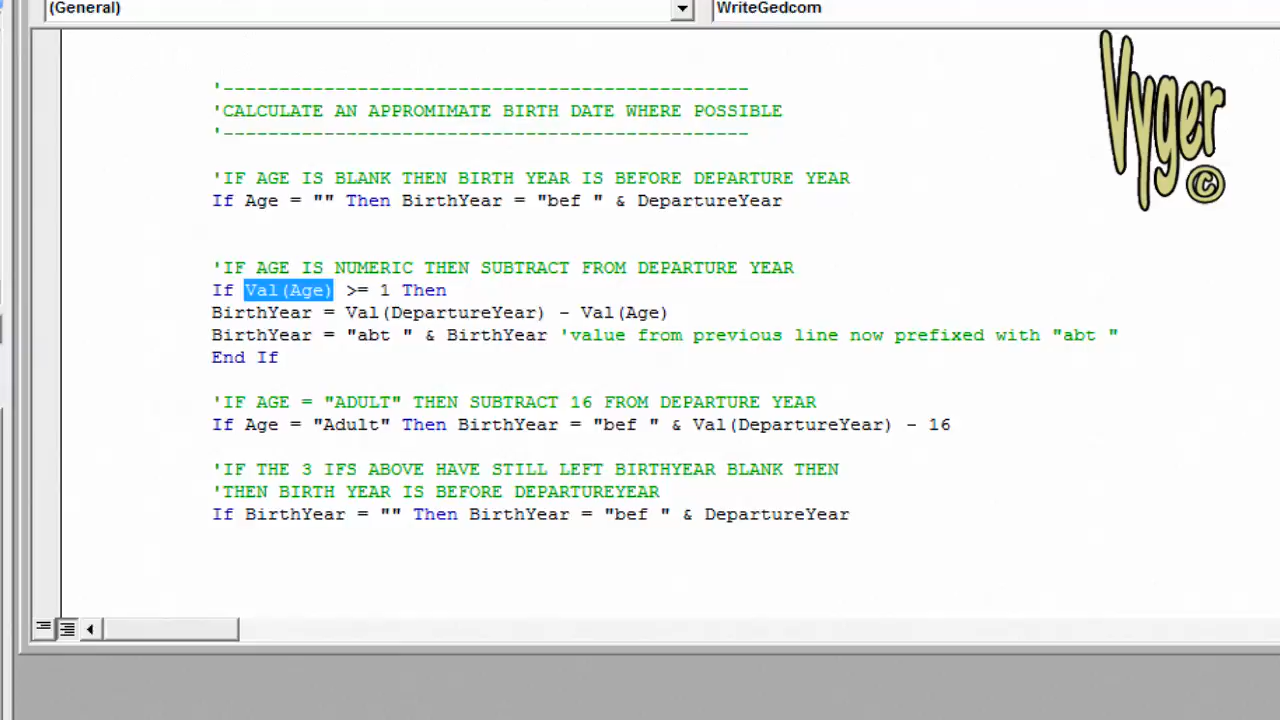 (General)
WriteGedcom
Vyger ©
'-----------------------------------------------
'CALCULATE AN APPROMIMATE BIRTH DATE WHERE POSSIBLE
'-----------------------------------------------
'IF AGE IS BLANK THEN BIRTH YEAR IS BEFORE DEPARTURE YEAR
If Age = "" Then BirthYear = "bef " & DepartureYear
'IF AGE IS NUMERIC THEN SUBTRACT FROM DEPARTURE YEAR
If Val(Age) >= 1 Then
BirthYear = Val(DepartureYear) - Val(Age)
BirthYear = "abt " & BirthYear 'value from previous line now prefixed with "abt "
End If
'IF AGE = "ADULT" THEN SUBTRACT 16 FROM DEPARTURE YEAR
If Age = "Adult" Then BirthYear = "bef " & Val(DepartureYear) - 16
'IF THE 3 IFS ABOVE HAVE STILL LEFT BIRTHYEAR BLANK THEN
'THEN BIRTH YEAR IS BEFORE DEPARTUREYEAR
If BirthYear = "" Then BirthYear = "bef " & DepartureYear